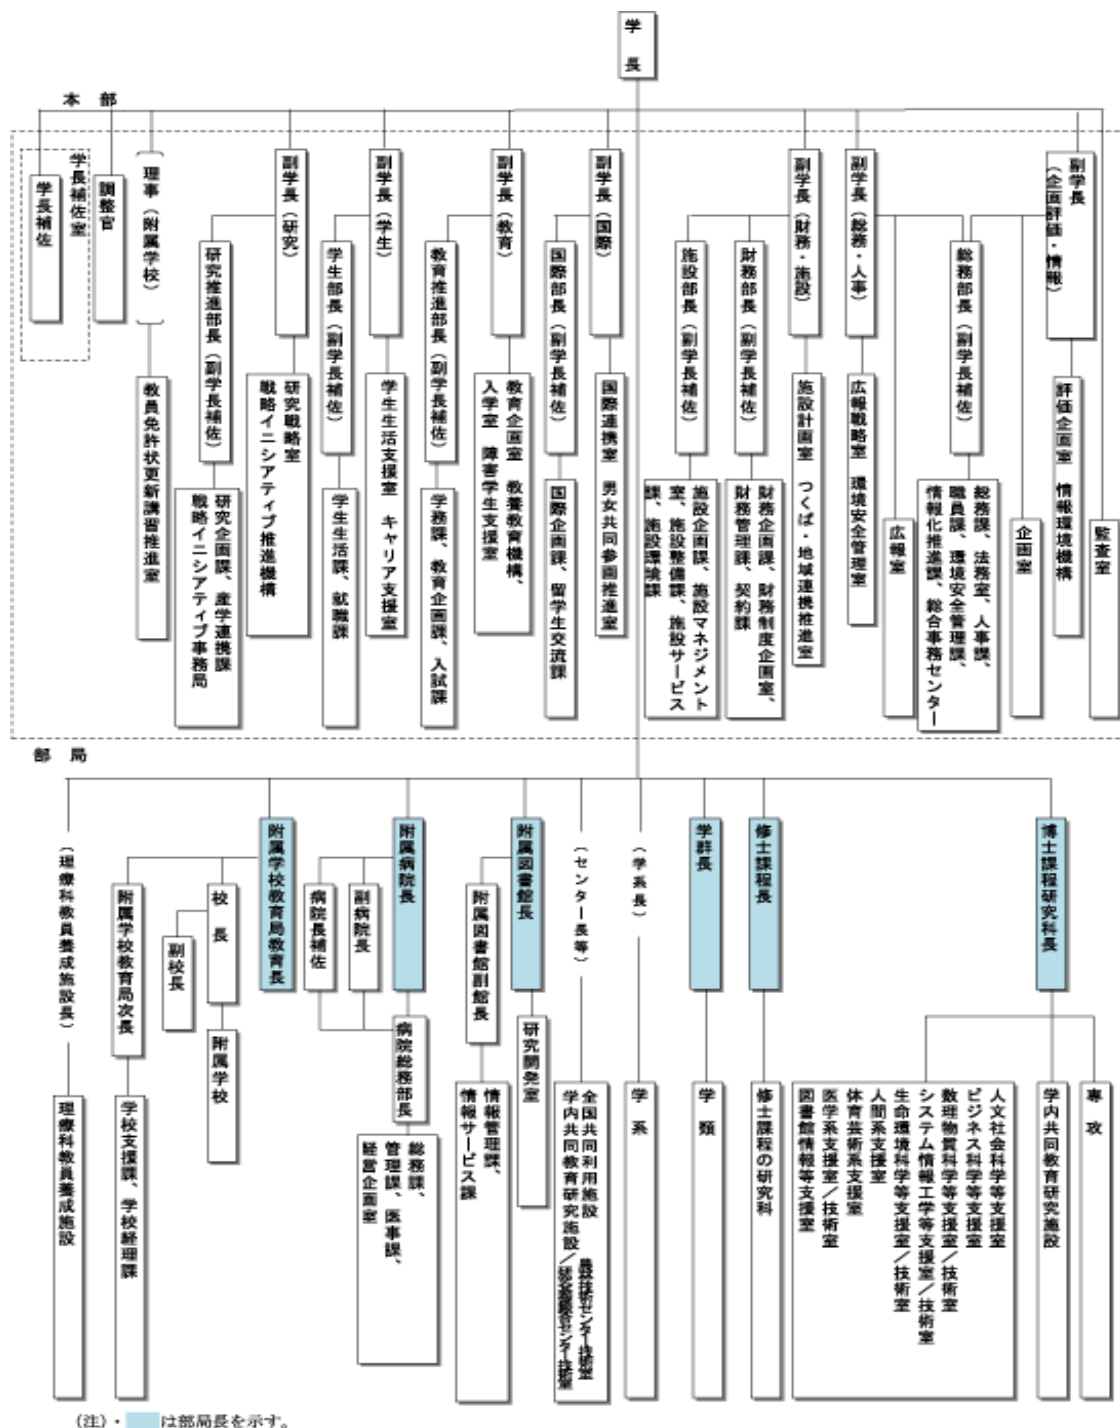 学長
本部
学長補佐室
学長補佐
調整官
理事（附属学校）
教員免許状更新講習推進室
副学長（研究）
研究推進部長（副学長補佐）
研究戦略室
戦略イニシアティブ推進機構
研究企画課、産学連携課
戦略イニシアティブ事務局
副学長（学生）
学生部長（副学長補佐）
学生生活支援室　キャリア支援室
学生生活課、就職課
副学長（教育）
教育推進部長（副学長補佐）
教育企画室　教養教育機構、
入学室　障害学生支援室
学務課、教育企画課、入試課
副学長（国際）
国際部長（副学長補佐）
国際連携室　男女共同参画推進室
国際企画課、留学生交流課
副学長（財務・施設）
施設部長（副学長補佐）
財務部長（副学長補佐）
施設計画室　つくば・地域連携推進室
施設企画課、施設マネジメント
室、施設整備課、施設サービス
課、施設環境課
財務企画課、財務制度企画室、
財務管理課、契約課
副学長（総務・人事）
総務部長（副学長補佐）
広報戦略室　環境安全管理室
広報室
総務課、法務室、人事課、
職員課、環境安全管理課、
情報化推進課、総合事務センター
副学長
（企画評価・情報）
評価企画室　情報環境機構
企画室
監査室
部局
（理療科教員養成施設長）
理療科教員養成施設
附属学校教育局教育長
附属学校教育局次長
校長
副校長
附属学校
学校支援課、学校経理課
附属病院長
病院長補佐
副病院長
病院総務部長
総務課、
管理課、医事課、
経営企画室
附属図書館長
附属図書館副館長
研究開発室
情報管理課、
情報サービス課
（センター長等）
全国共同利用施設
学内共同教育研究施設／
農林技術センター技術室
研究基盤総合センター技術室
（学系長）
学系
学群長
学類
修士課程長
修士課程の研究科
博士課程研究科長
専攻
学内共同教育研究施設
人文社会科学等支援室
ビジネス科学等支援室
数理物質科学等支援室／技術室
システム情報工学等支援室／技術室
生命環境科学等支援室／技術室
人間系支援室
体育芸術系支援室
医学系支援室／技術室
図書館情報等支援室
（注）・　は部局長を示す。